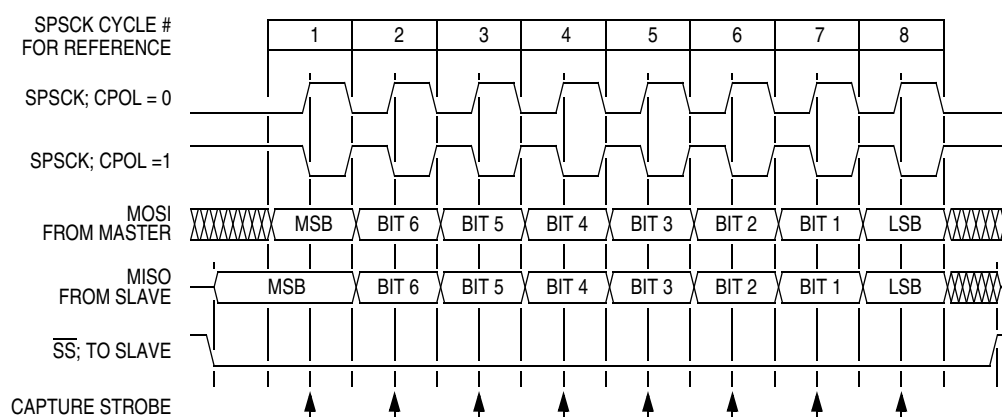 SPSCK CYCLE #
FOR REFERENCE
1 2 3 4 5 6 7 8
SPSCK; CPOL = 0
SPSCK; CPOL =1
MOSI
FROM MASTER
MSB BIT 6 BIT 5 BIT 4 BIT 3 BIT 2 BIT 1 LSB
MISO
FROM SLAVE
MSB BIT 6 BIT 5 BIT 4 BIT 3 BIT 2 BIT 1 LSB
SS; TO SLAVE
CAPTURE STROBE